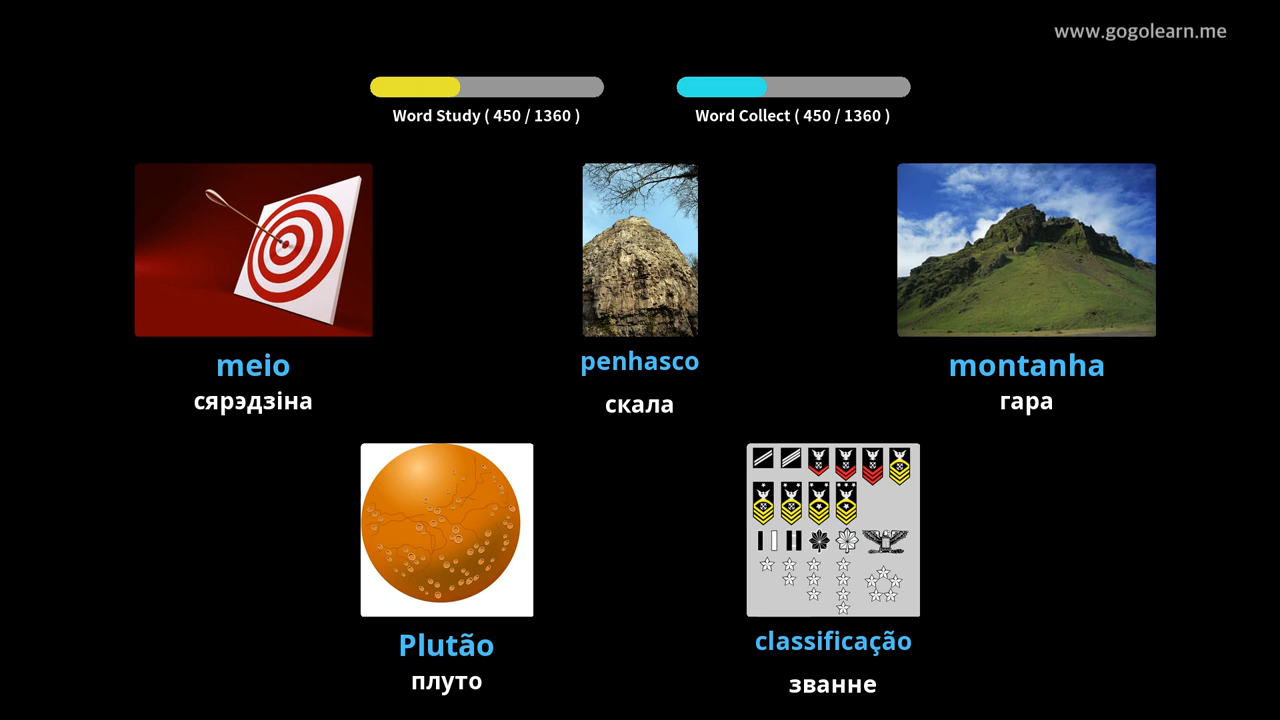 www.gogolearn.me
Word Study ( 450 / 1360 )
Word Collect ( 450 / 1360 )
meio
сярэдзіна
penhasco
скала
montanha
гара
Plutão
плуто
classificação
званне